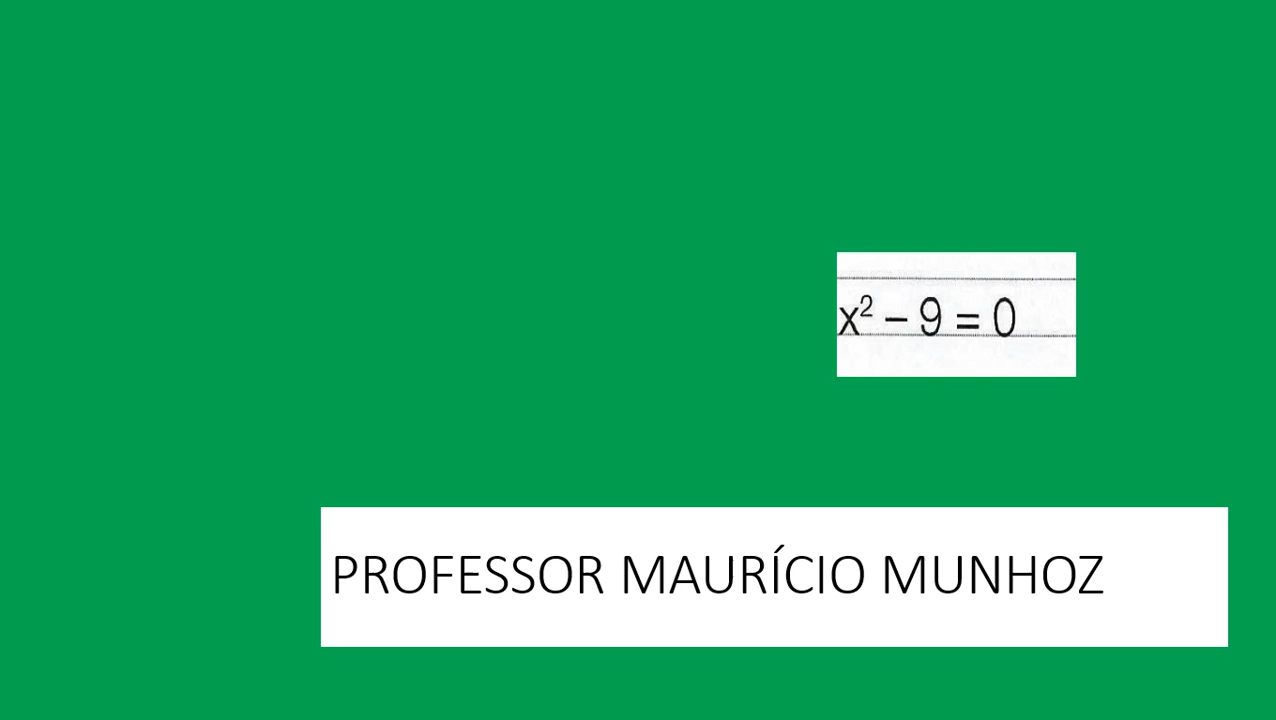 x² – 9 = 0
PROFESSOR MAURÍCIO MUNHOZ